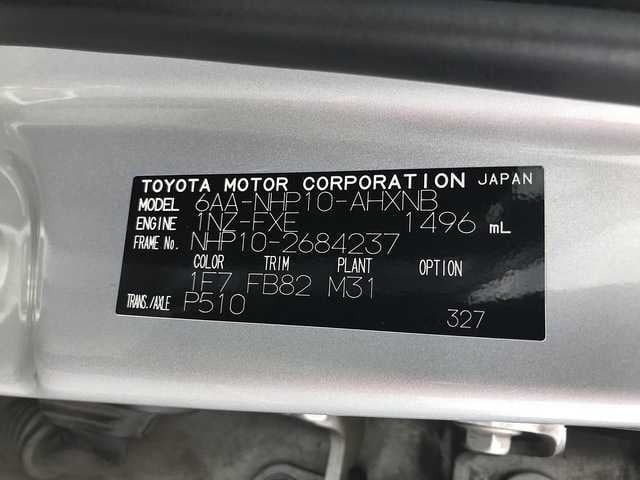 TOYOTA MOTOR CORPORATION JAPAN
MODEL 6AA-NHP10-AHXNB
ENGINE 1NZ-FXE 1496 mL
FRAME No. NHP10-2684237
COLOR TRIM PLANT OPTION
1F7 FB82 M31
TRANS./AXLE P510
327